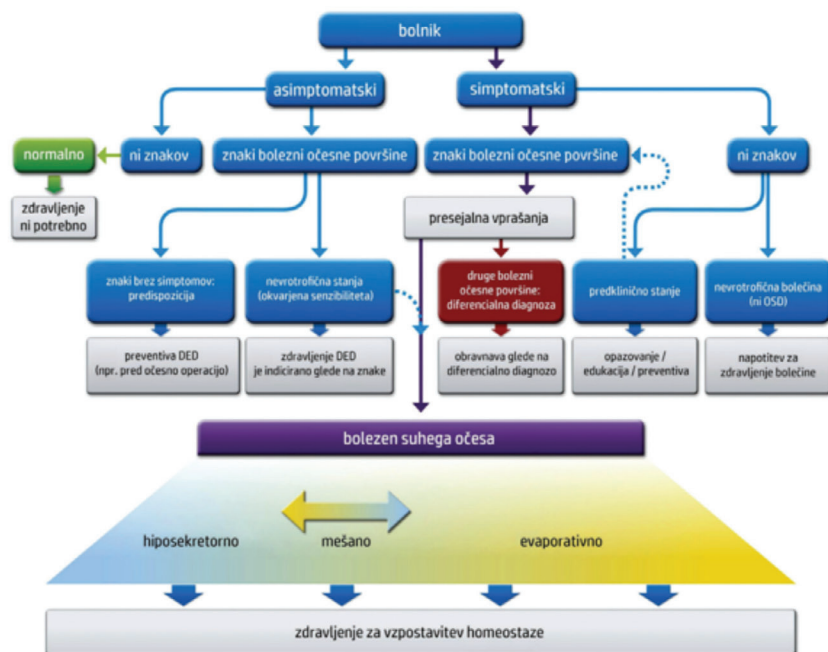 bolnik
asimptomatski
simptomatski
normalno
ni znakov
znaki bolezni očesne površine
znaki bolezni očesne površine
ni znakov
zdravljenje
ni potrebno
presejalna vprašanja
znaki brez simptomov:
predispozicija
nevrotrofična stanja
(okvarjena senzibiliteta)
druge bolezni
očesne površine:
diferencialna diagnoza
predklinično stanje
nevrotrofična bolečina
(ni OSD)
preventiva DED
(npr. pred očesno operacijo)
zdravljenje DED
je indicirano glede na znake
obravnava glede na
diferencialno diagnozo
opazovanje /
edukacija / preventiva
napotitev za
zdravljenje bolečine
bolezen suhega očesa
hiposekretorno
mešano
evaporativno
zdravljenje za vzpostavitev homeostaze